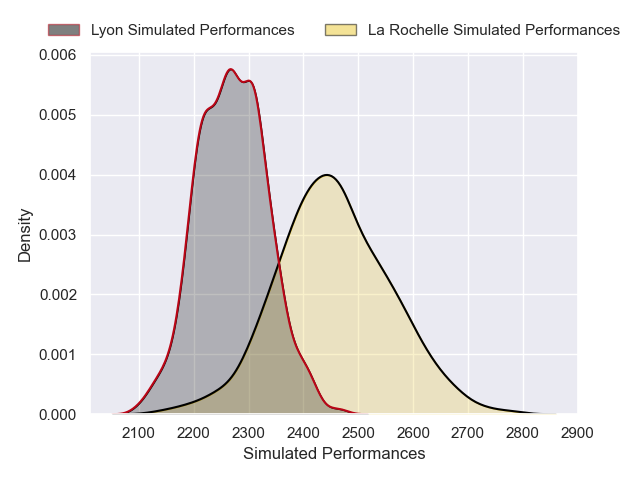 Lyon Simulated Performances La Rochelle Simulated Performances
0.006
0.005
0.004
0.003
0.002
0.001
0.000
Density
2100 2200 2300 2400 2500 2600 2700 2800 2900
Simulated Performances